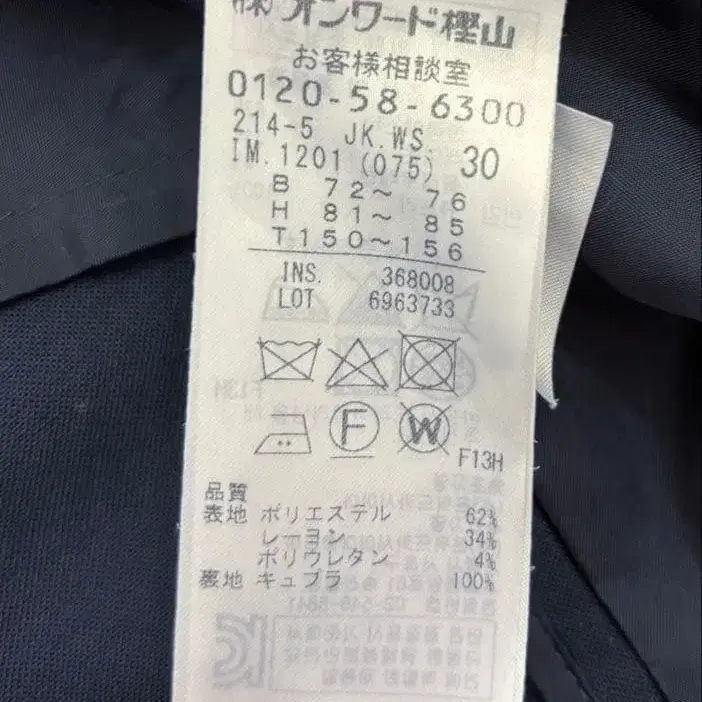 ㈱オンワード樫山
お客様相談室
0120-58-6300
214-5 JK.WS.
IM.1201 (075) 30
B 72～ 76
H 81～ 85
T150～156
INS. 368008
LOT 6963733
F
W
F13H
品質
表地 ポリエステル 62%
レーヨン 34%
ポリウレタン 4%
裏地 キュプラ 100%